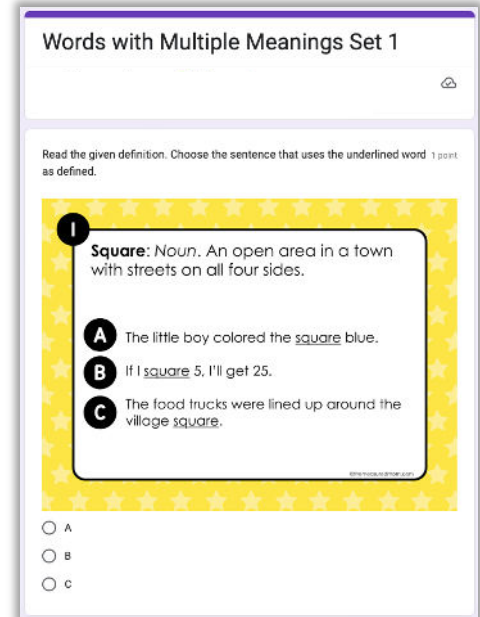 Words with Multiple Meanings Set 1
Read the given definition. Choose the sentence that uses the underlined word 1 point
as defined.
1
Square: Noun. An open area in a town
with streets on all four sides.
A The little boy colored the square blue.
B If I square 5, I'll get 25.
C The food trucks were lined up around the
village square.
A
B
C